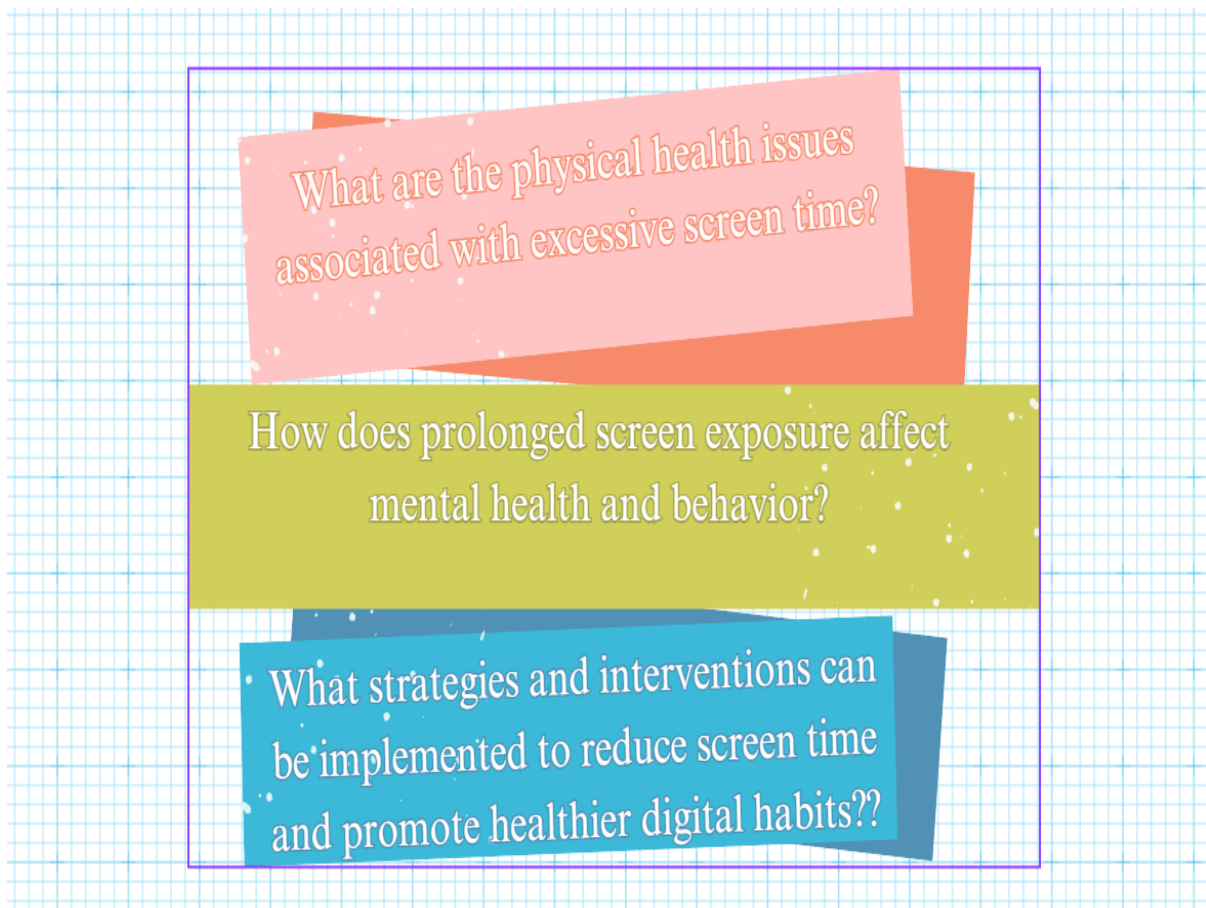 What are the physical health issues
associated with excessive screen time?
How does prolonged screen exposure affect
mental health and behavior?
What strategies and interventions can
be implemented to reduce screen time
and promote healthier digital habits??